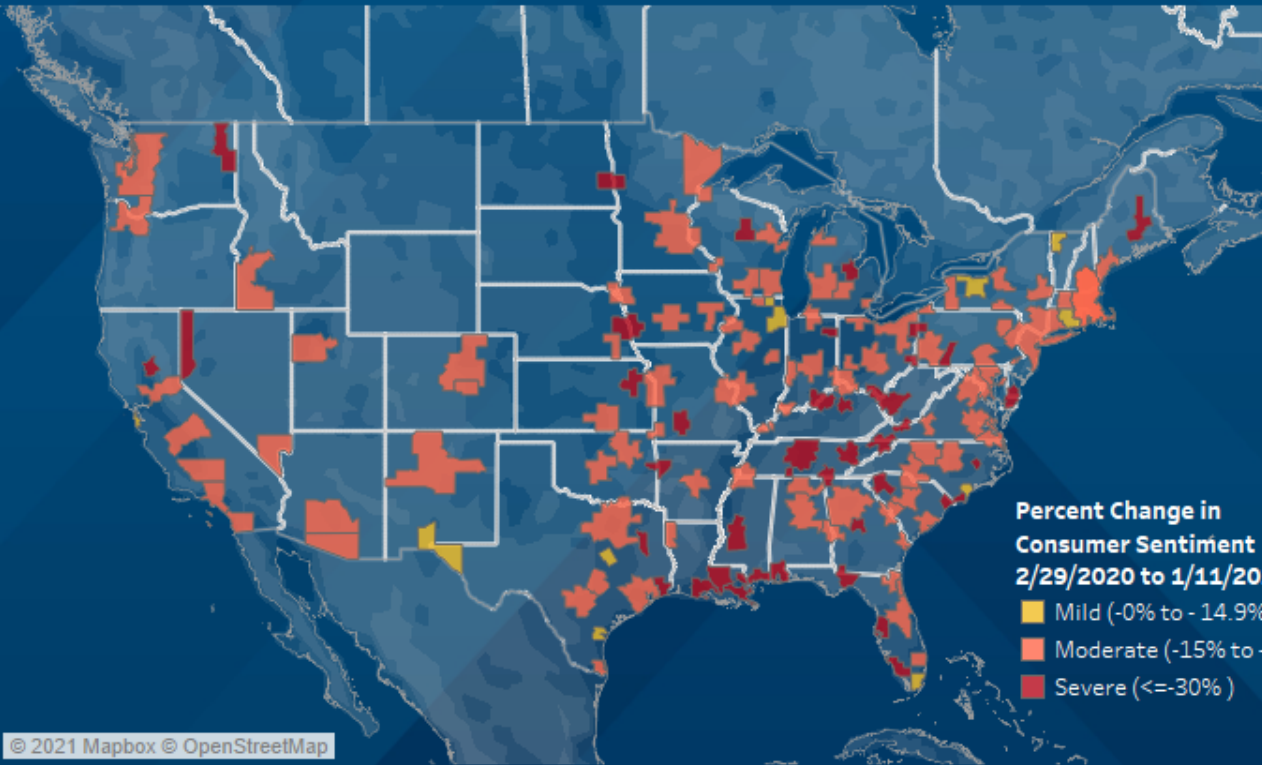 Percent Change in
Consumer Sentiment
2/29/2020 to 1/11/20
Mild (-0% to - 14.9%
Moderate (-15% to -
Severe (<=-30% )
© 2021 Mapbox © OpenStreetMap